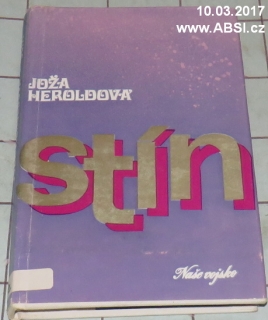 10.03.2017
www.ABSI.cz
JOŽA
HEROLDOVÁ
stín
Naše vojsko